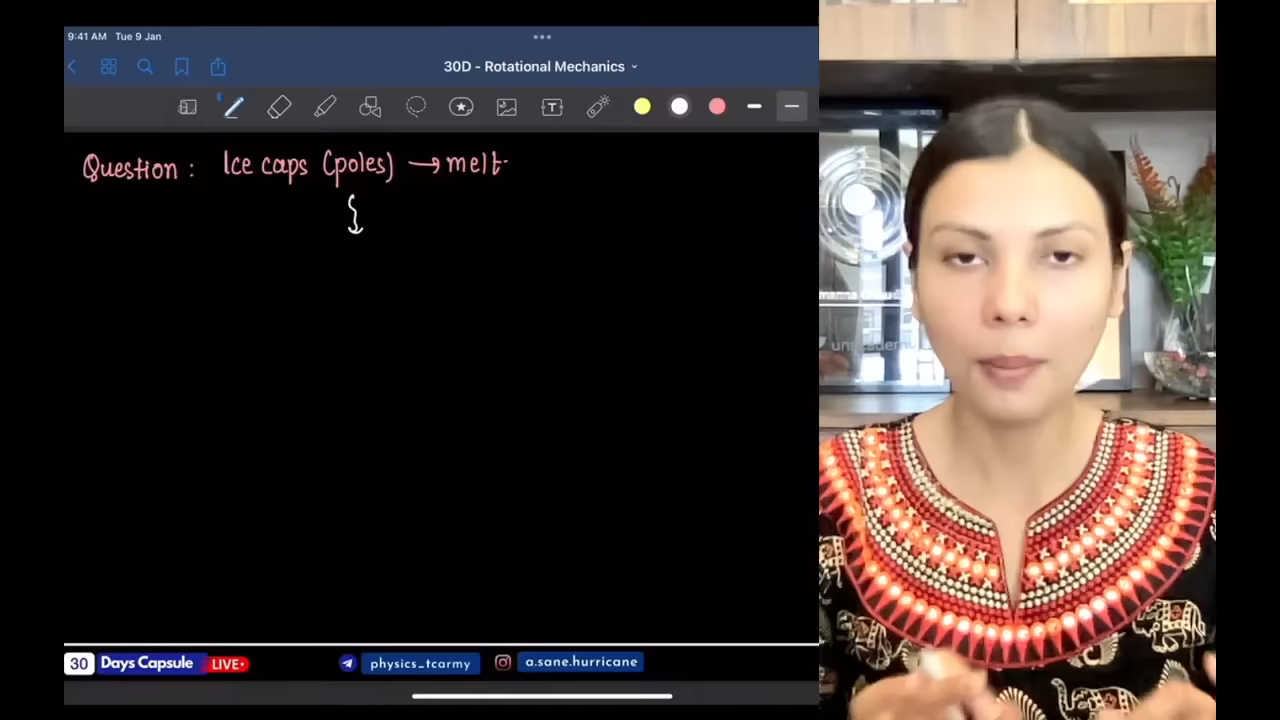 9:41 AM Tue 9 Jan
30D - Rotational Mechanics
T
Question : Ice caps (poles) → melt
30 Days Capsule LIVE
physics_tcarmy
a.sane.hurricane